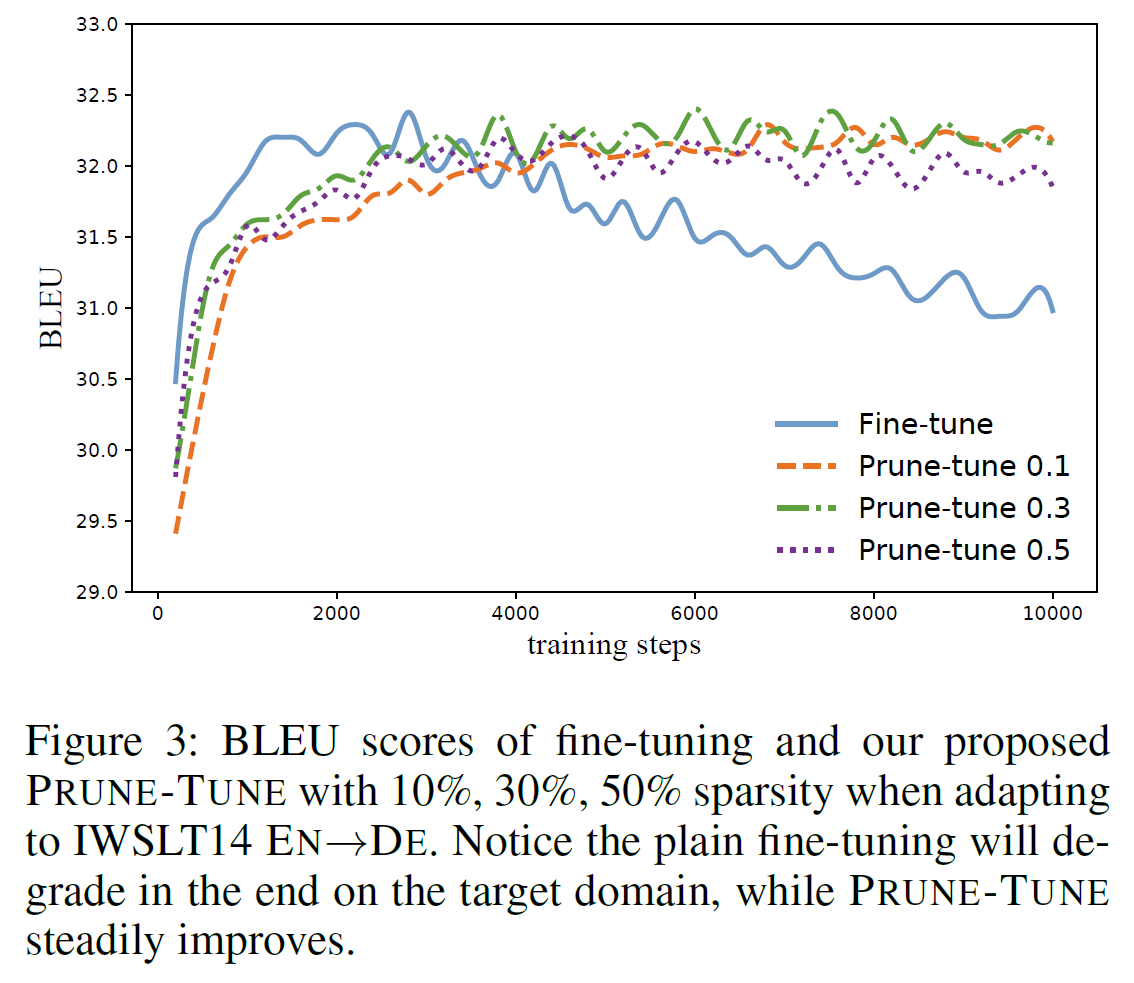 33.0
32.5
32.0
31.5
31.0
30.5
30.0
29.5
29.0
BLEU
0 2000 4000 6000 8000 10000
training steps
Fine-tune
Prune-tune 0.1
Prune-tune 0.3
Prune-tune 0.5
Figure 3: BLEU scores of fine-tuning and our proposed
PRUNE-TUNE with 10%, 30%, 50% sparsity when adapting
to IWSLT14 EN→DE. Notice the plain fine-tuning will de-
grade in the end on the target domain, while PRUNE-TUNE
steadily improves.